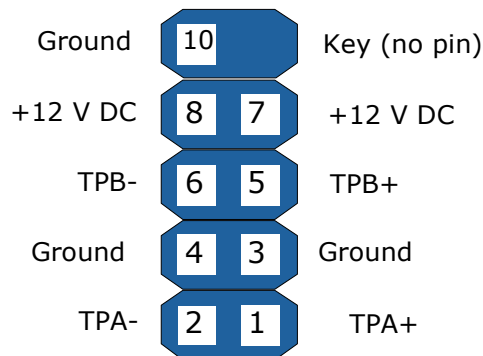 Ground 10 Key (no pin)
+12 V DC 8 7 +12 V DC
TPB- 6 5 TPB+
Ground 4 3 Ground
TPA- 2 1 TPA+